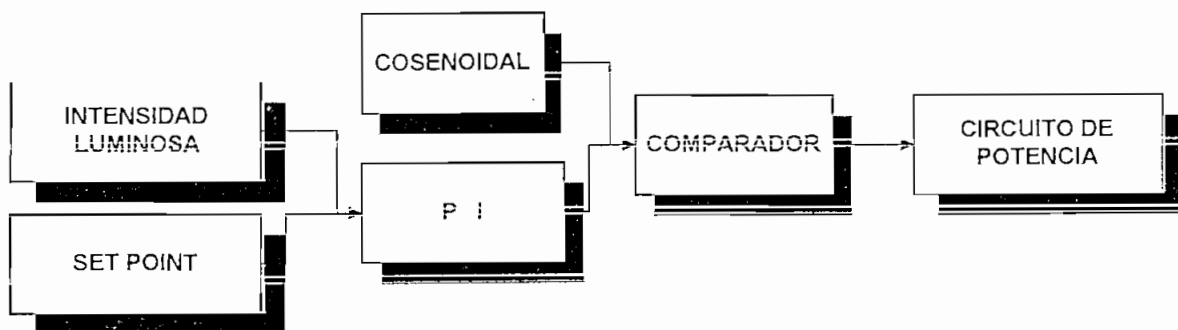 COSENOIDAL
INTENSIDAD
LUMINOSA
COMPARADOR
CIRCUITO DE
POTENCIA
P I
SET POINT